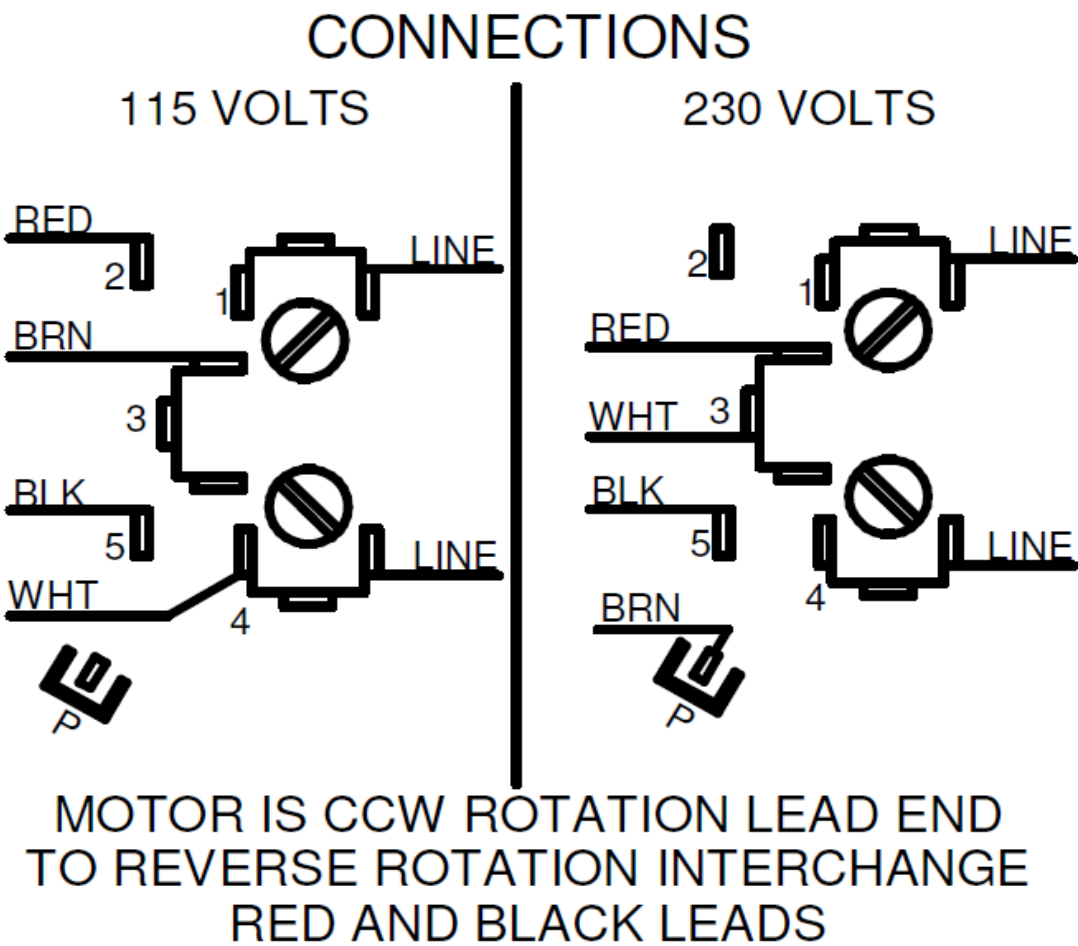 CONNECTIONS
115 VOLTS
RED
2
1
LINE
BRN
3
BLK
5
LINE
WHT
4
P
230 VOLTS
2
1
LINE
RED
WHT
3
BLK
5
LINE
4
BRN
P
MOTOR IS CCW ROTATION LEAD END
TO REVERSE ROTATION INTERCHANGE
RED AND BLACK LEADS